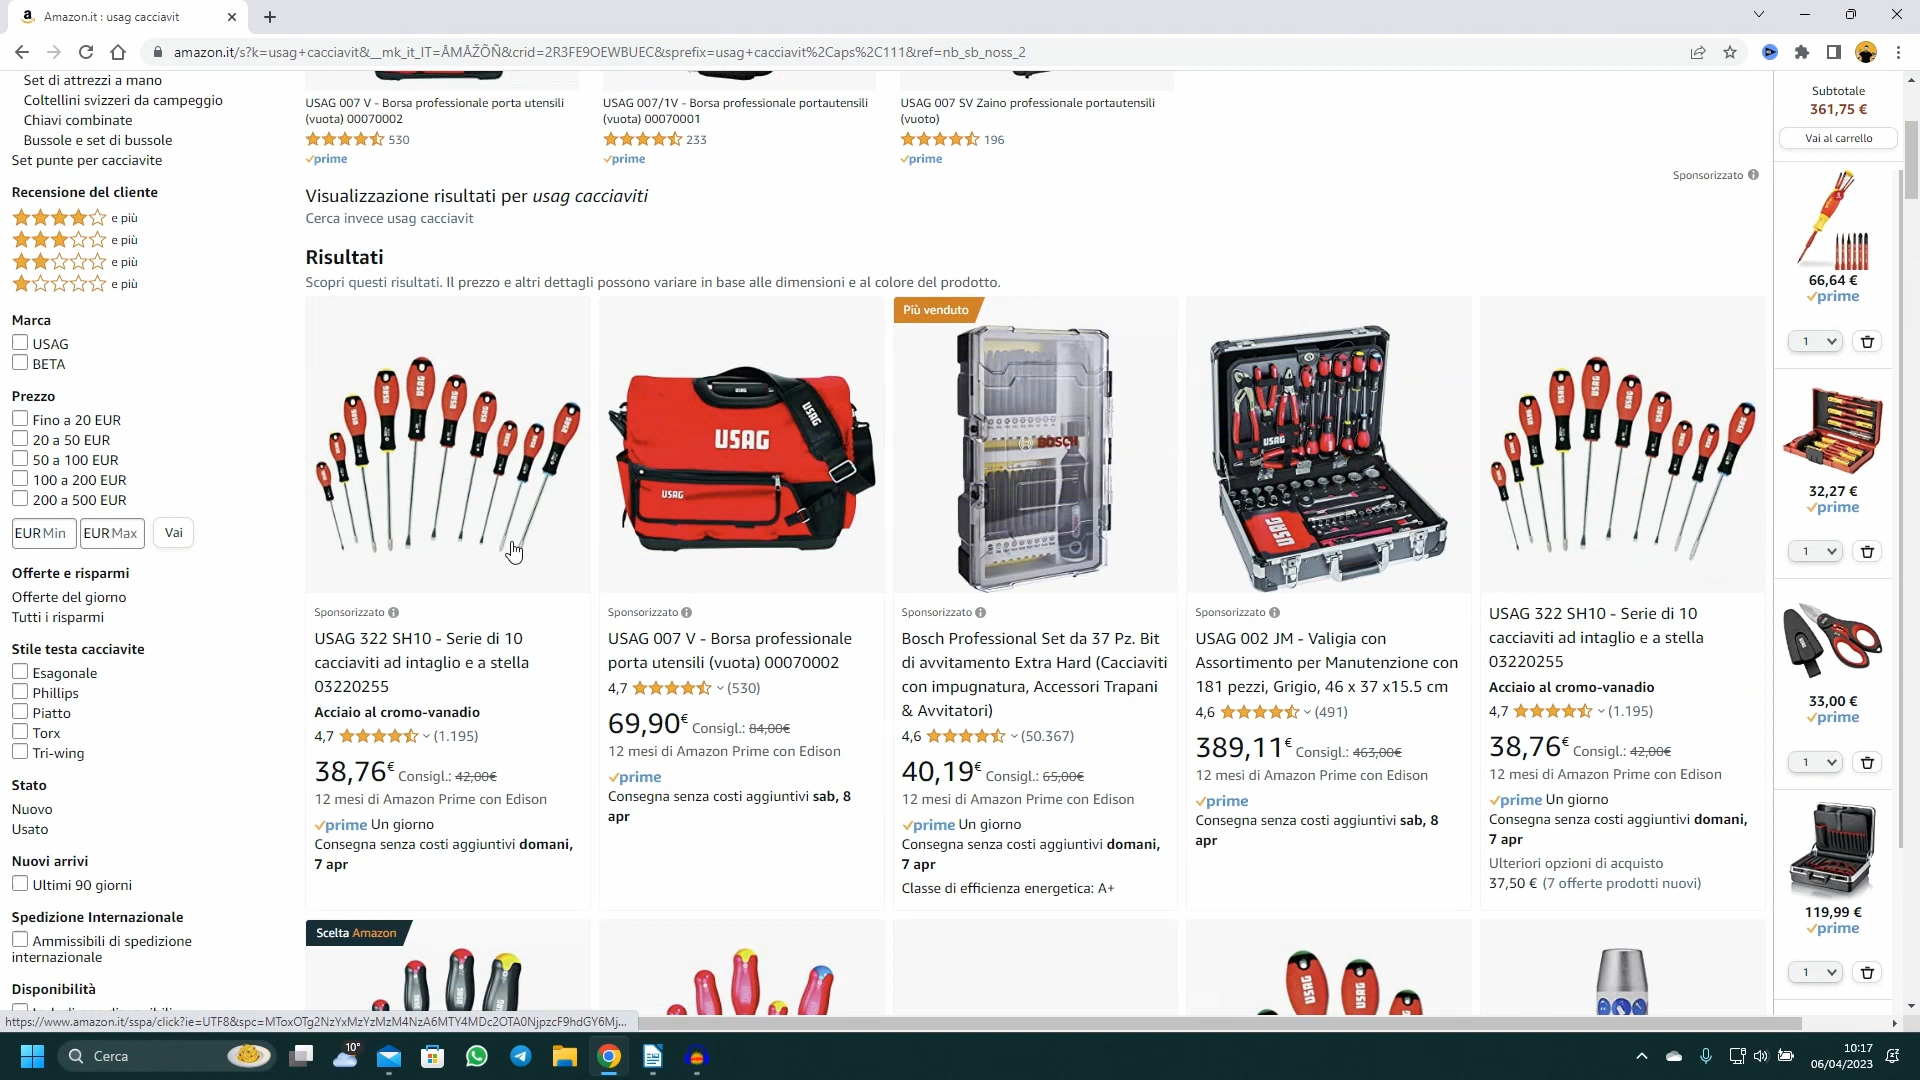 Amazon.it : usag cacciavit
amazon.it/s?k=usag+cacciavit&__mk_it_IT=ÅMÅŽÕÑ&crid=2R3FE9OEWBUEC&sprefix=usag+cacciavit%2Caps%2C111&ref=nb_sb_noss_2
Set di attrezzi a mano
Coltellini svizzeri da campeggio
Chiavi combinate
Bussole e set di bussole
Set punte per cacciavite
Recensione del cliente
e più
e più
e più
e più
Marca
USAG
BETA
Prezzo
Fino a 20 EUR
20 a 50 EUR
50 a 100 EUR
100 a 200 EUR
200 a 500 EUR
EUR Min EUR Max Vai
Offerte e risparmi
Offerte del giorno
Tutti i risparmi
Stile testa cacciavite
Esagonale
Phillips
Piatto
Torx
Tri-wing
Stato
Nuovo
Usato
Nuovi arrivi
Ultimi 90 giorni
Spedizione Internazionale
Ammissibili di spedizione
internazionale
Disponibilità
USAG 007 V - Borsa professionale porta utensili
(vuota) 00070002
530
prime
USAG 007/1V - Borsa professionale portautensili
(vuota) 00070001
233
prime
USAG 007 SV Zaino professionale portautensili
(vuoto)
196
prime
Sponsorizzato
Visualizzazione risultati per usag cacciaviti
Cerca invece usag cacciavit
Risultati
Scopri questi risultati. Il prezzo e altri dettagli possono variare in base alle dimensioni e al colore del prodotto.
Sponsorizzato
USAG 322 SH10 - Serie di 10
cacciaviti ad intaglio e a stella
03220255
Acciaio al cromo-vanadio
4,7 (1.195)
38,76€ Consigl.: 42,00€
12 mesi di Amazon Prime con Edison
prime Un giorno
Consegna senza costi aggiuntivi domani,
7 apr
USAG
USAG
USAG
Sponsorizzato
USAG 007 V - Borsa professionale
porta utensili (vuota) 00070002
4,7 (530)
69,90€ Consigl.: 84,00€
12 mesi di Amazon Prime con Edison
prime
Consegna senza costi aggiuntivi sab, 8
apr
Più venduto
BOSCH
Sponsorizzato
Bosch Professional Set da 37 Pz. Bit
di avvitamento Extra Hard (Cacciaviti
con impugnatura, Accessori Trapani
& Avvitatori)
4,6 (50.367)
40,19€ Consigl.: 65,00€
12 mesi di Amazon Prime con Edison
prime Un giorno
Consegna senza costi aggiuntivi domani,
7 apr
Classe di efficienza energetica: A+
USAG
USAG
Sponsorizzato
USAG 002 JM - Valigia con
Assortimento per Manutenzione con
181 pezzi, Grigio, 46 x 37 x15.5 cm
4,6 (491)
389,11€ Consigl.: 463,00€
12 mesi di Amazon Prime con Edison
prime
Consegna senza costi aggiuntivi sab, 8
apr
USAG 322 SH10 - Serie di 10
cacciaviti ad intaglio e a stella
03220255
Acciaio al cromo-vanadio
4,7 (1.195)
38,76€ Consigl.: 42,00€
12 mesi di Amazon Prime con Edison
prime Un giorno
Consegna senza costi aggiuntivi domani,
7 apr
Ulteriori opzioni di acquisto
37,50 € (7 offerte prodotti nuovi)
Scelta Amazon
Subtotale
361,75 €
Vai al carrello
66,64 €
prime
1
32,27 €
prime
1
33,00 €
prime
1
119,99 €
prime
1
https://www.amazon.it/sspa/click?ie=UTF8&spc=MToxOTg2NzYxMzYzMzM4NzA6MTY4MDc2OTA0NjpzcF9hdGY6Mj...
Cerca
10°
10:17
06/04/2023